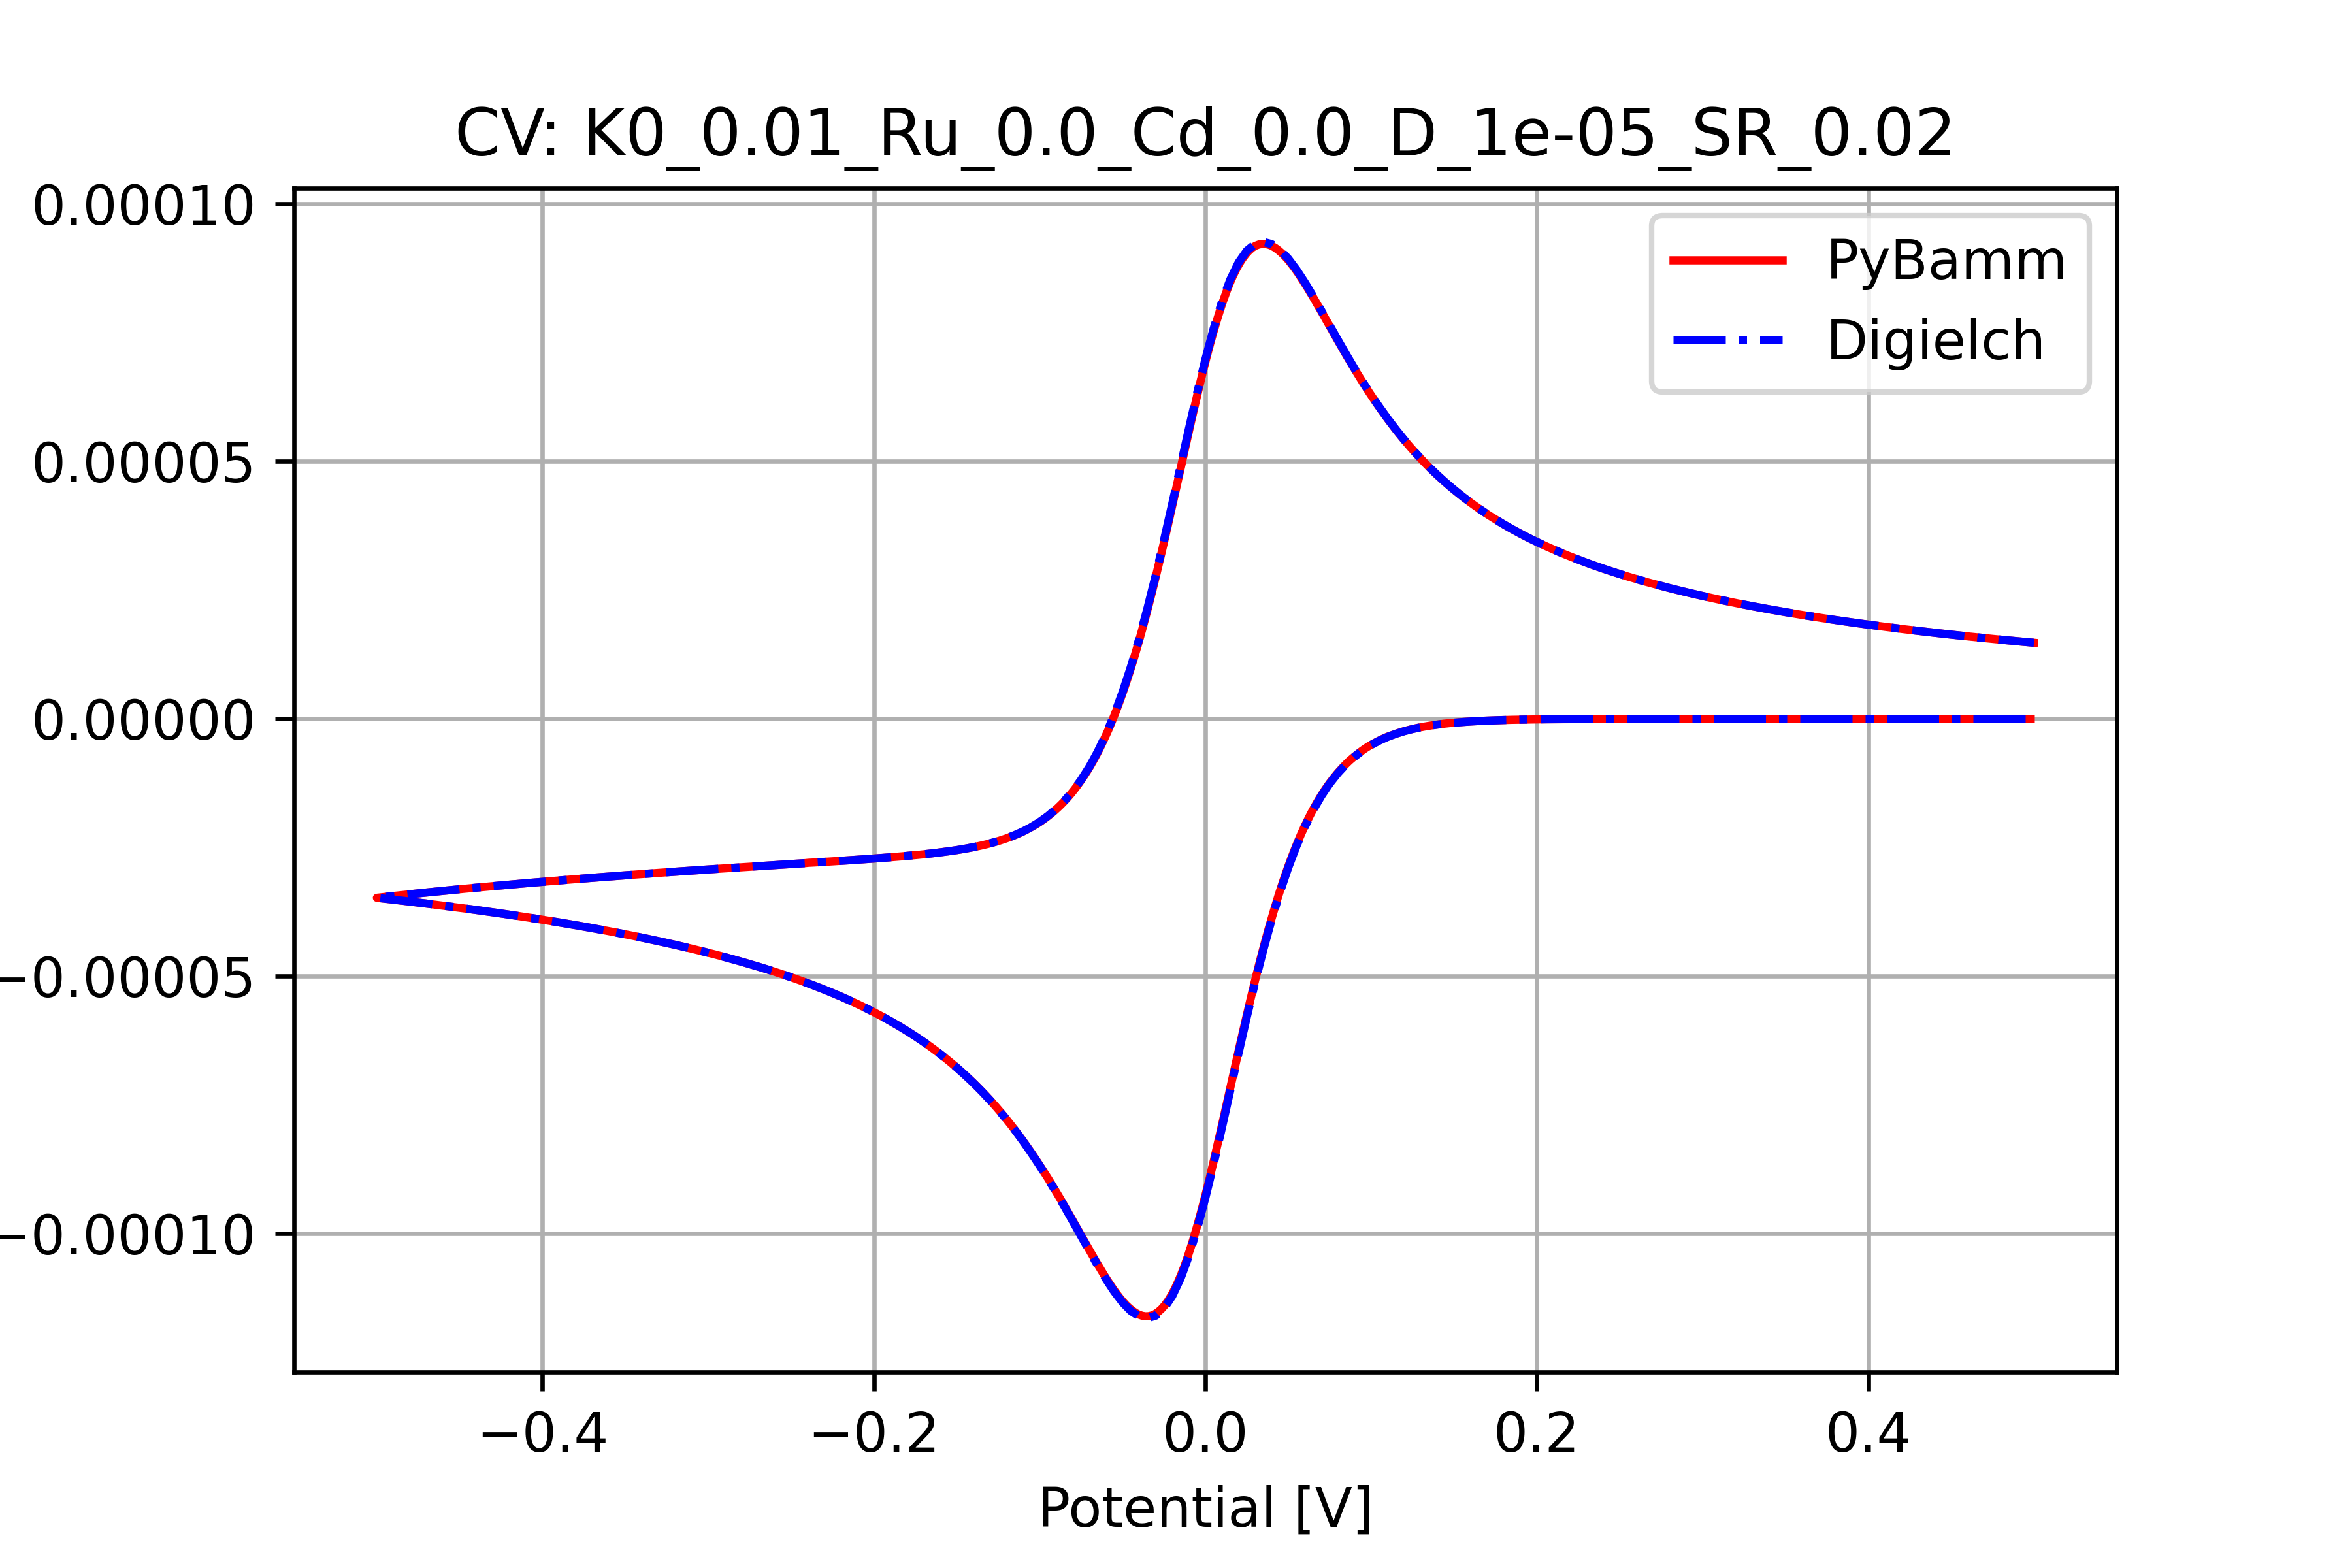 CV: K0_0.01_Ru_0.0_Cd_0.0_D_1e-05_SR_0.02
0.00010
0.00005
0.00000
−0.00005
−0.00010
PyBamm
Digielch
−0.4 −0.2 0.0 0.2 0.4
Potential [V]